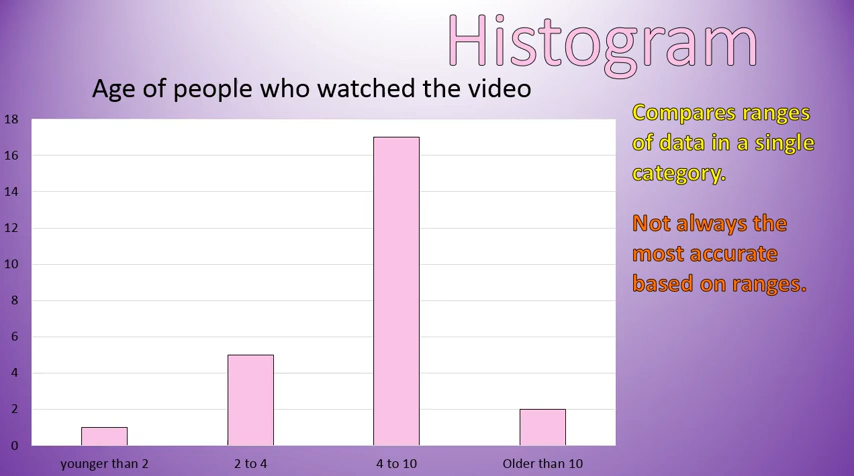 Histogram
Age of people who watched the video
Compares ranges
of data in a single
category.
Not always the
most accurate
based on ranges.
18
16
14
12
10
8
6
4
2
0
younger than 2
2 to 4
4 to 10
Older than 10